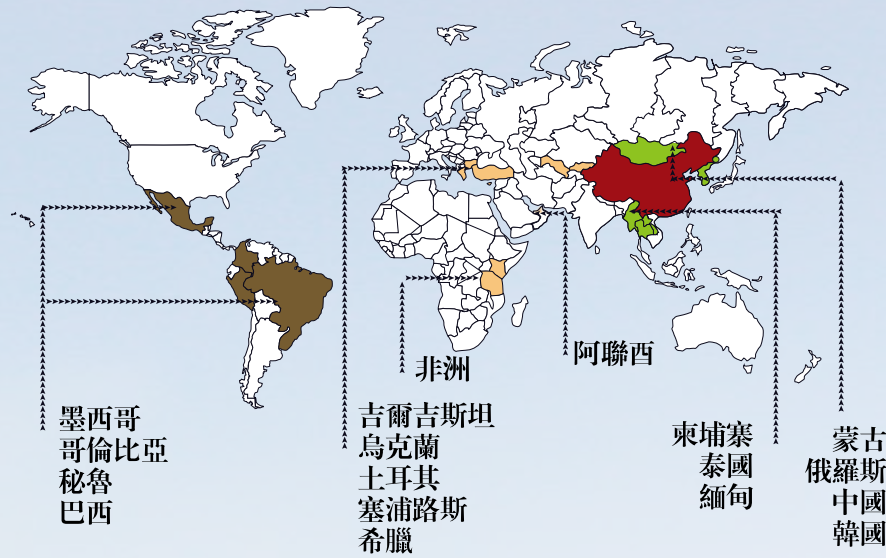 非洲
阿聯酉
墨西哥
哥倫比亞
秘魯
巴西
吉爾吉斯坦
烏克蘭
土耳其
塞浦路斯
希臘
柬埔寨
泰國
緬甸
蒙古
俄羅斯
中國
韓國